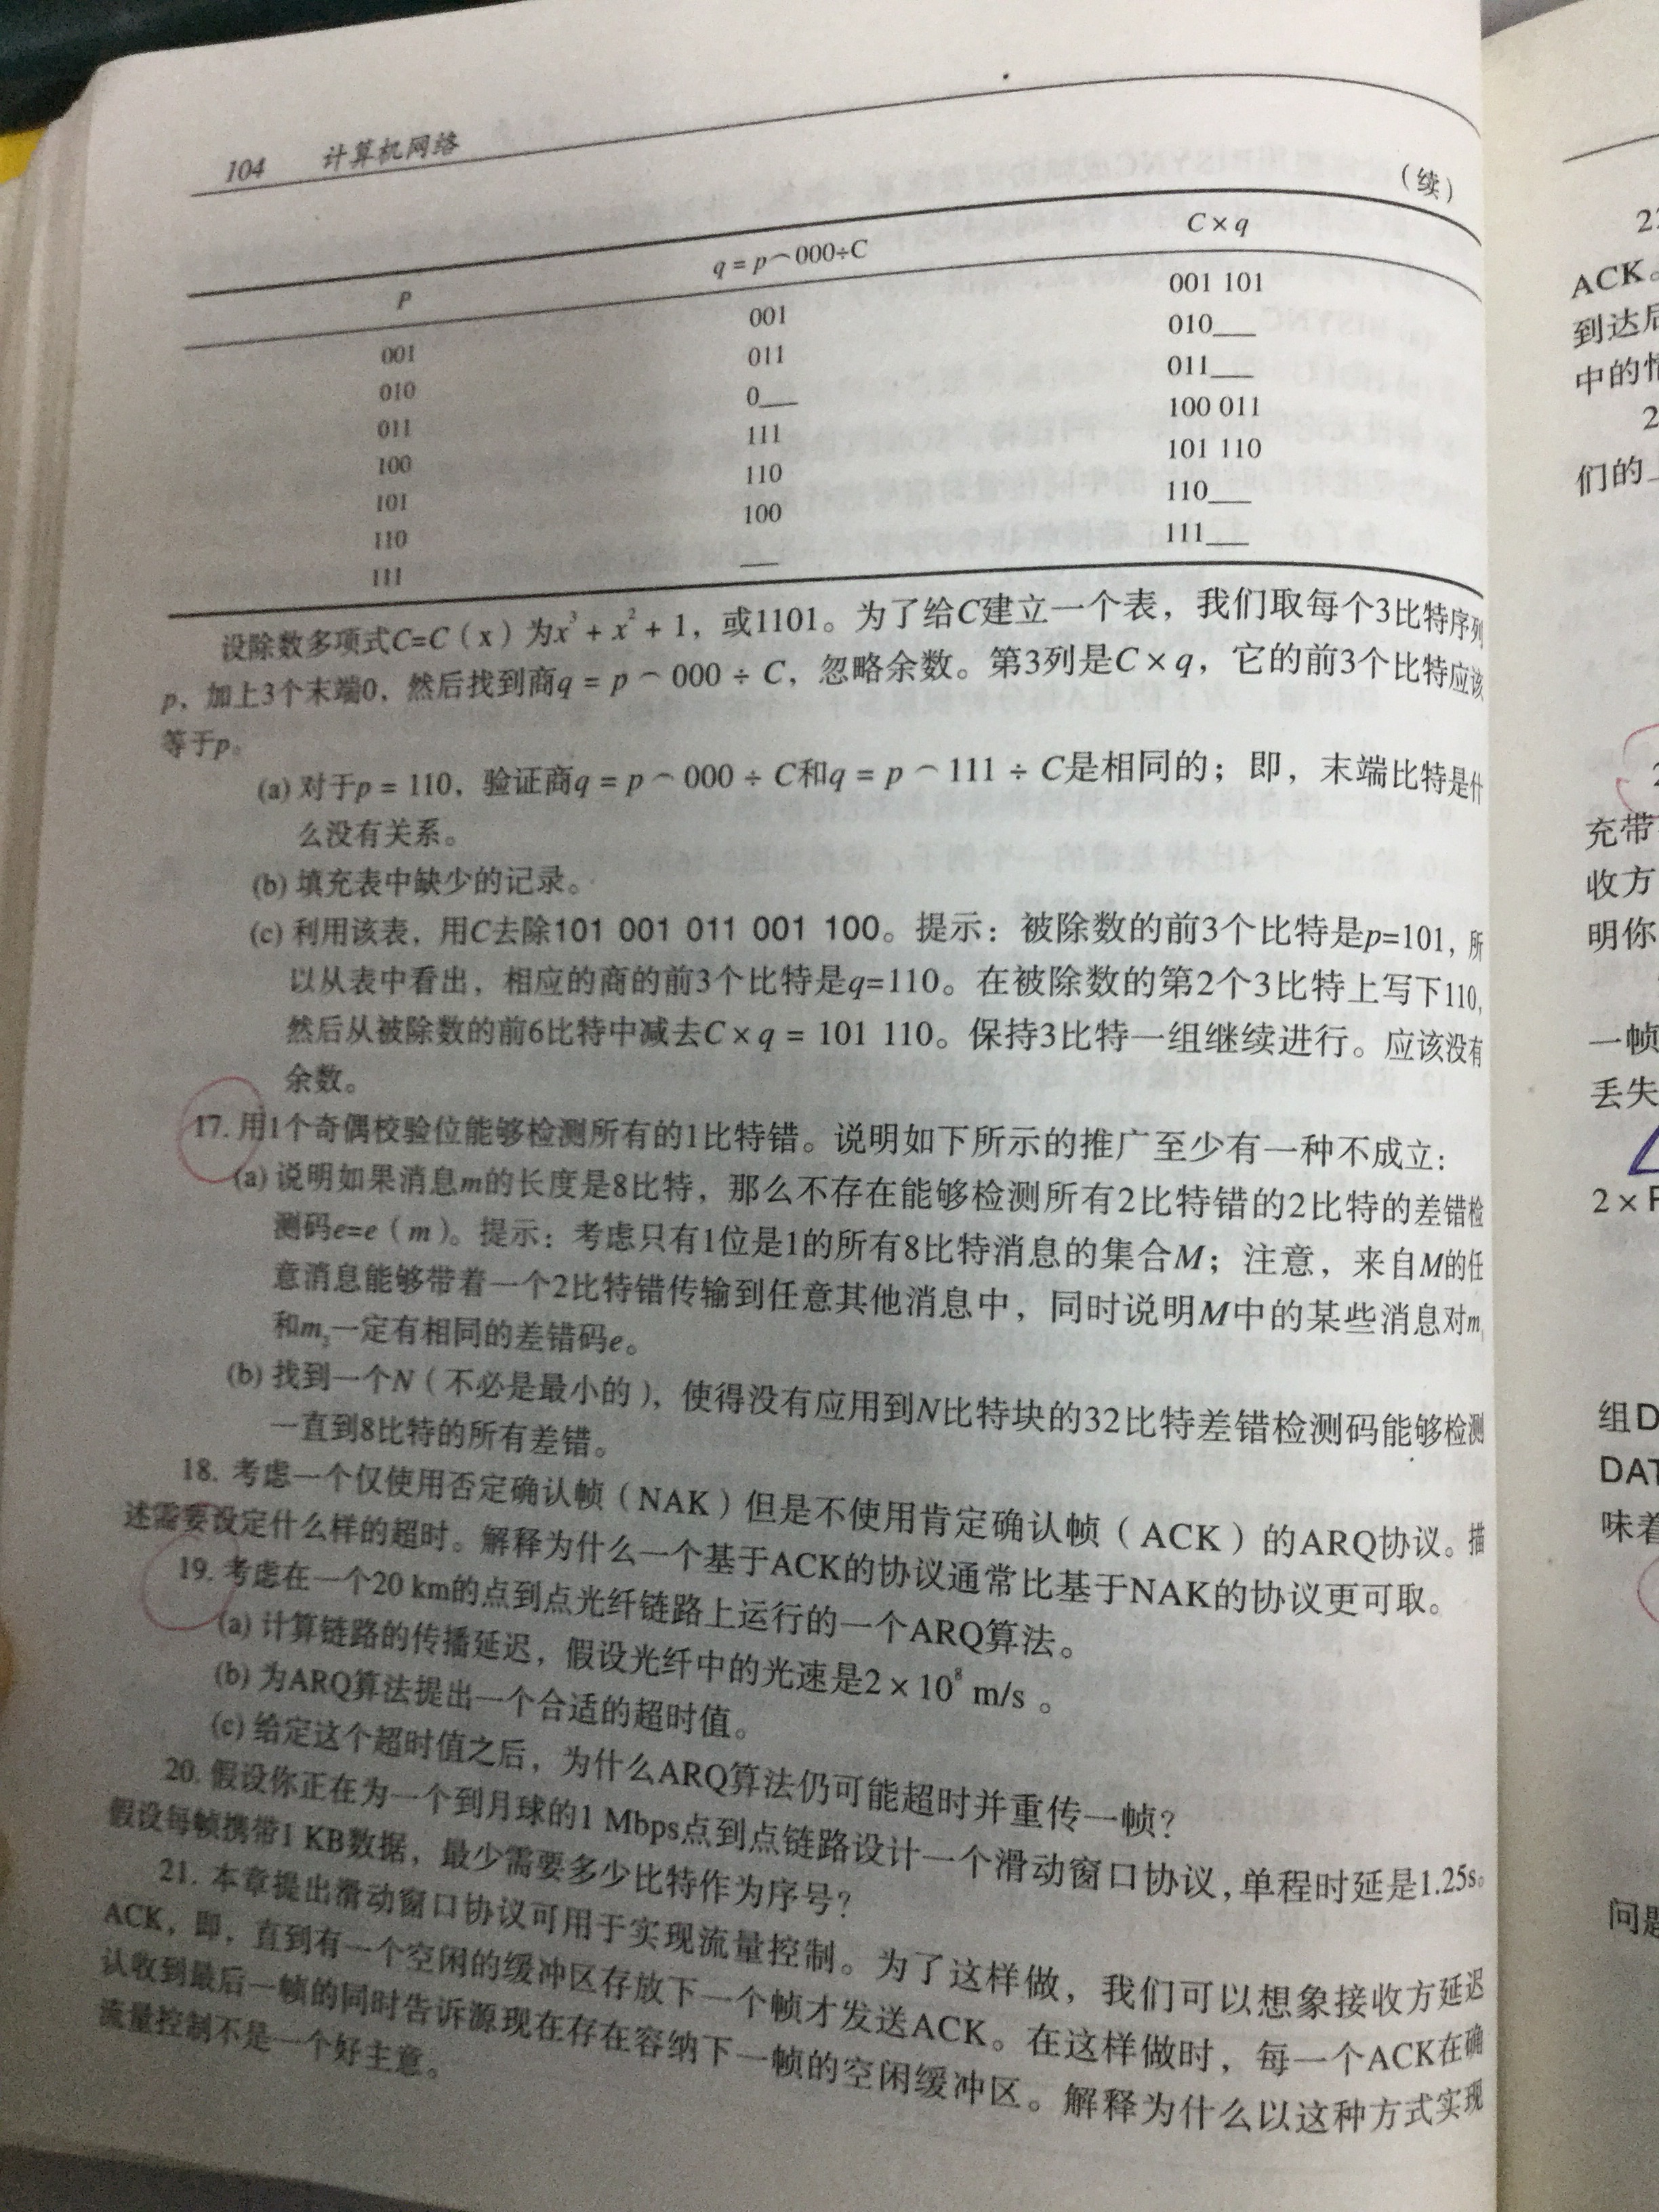 104 计算机网络
(续)
p q = p⌒000÷C C×q
001 001 001 101
010 011 010___
011 0__ 011___
100 111 100 011
101 110 101 110
110 100 110___
111 __ 111___
设除数多项式C=C(x)为x³+x²+1,或1101。为了给C建立一个表,我们取每个3比特序列
p,加上3个末端0,然后找到商q = p⌒000÷C,忽略余数。第3列是C×q,它的前3个比特应该
等于p。
(a) 对于p = 110,验证商q = p⌒000÷C和q = p⌒111÷C是相同的;即,末端比特是什
么没有关系。
(b) 填充表中缺少的记录。
(c) 利用该表,用C去除101 001 011 001 100。提示:被除数的前3个比特是p=101,所
以从表中看出,相应的商的前3个比特是q=110。在被除数的第2个3比特上写下110,
然后从被除数的前6比特中减去C×q = 101 110。保持3比特一组继续进行。应该没有
余数。
17. 用1个奇偶校验位能够检测所有的1比特错。说明如下所示的推广至少有一种不成立:
(a) 说明如果消息m的长度是8比特,那么不存在能够检测所有2比特错的2比特的差错检
测码e=e(m)。提示:考虑只有1位是1的所有8比特消息的集合M;注意,来自M的任
意消息能够带着一个2比特错传输到任意其他消息中,同时说明M中的某些消息对m₁
和m₂一定有相同的差错码e。
(b) 找到一个N(不必是最小的),使得没有应用到N比特块的32比特差错检测码能够检测
一直到8比特的所有差错。
18. 考虑一个仅使用否定确认帧(NAK)但是不使用肯定确认帧(ACK)的ARQ协议。描
述需要设定什么样的超时。解释为什么一个基于ACK的协议通常比基于NAK的协议更可取。
19. 考虑在一个20 km的点到点光纤链路上运行的一个ARQ算法。
(a) 计算链路的传播延迟,假设光纤中的光速是2×10⁸ m/s。
(b) 为ARQ算法提出一个合适的超时值。
(c) 给定这个超时值之后,为什么ARQ算法仍可能超时并重传一帧?
20. 假设你正在为一个到月球的1 Mbps点到点链路设计一个滑动窗口协议,单程时延是1.25s。
假设每帧携带1 KB数据,最少需要多少比特作为序号?
21. 本章提出滑动窗口协议可用于实现流量控制。为了这样做,我们可以想象接收方延迟
ACK,即,直到有一个空闲的缓冲区存放下一个帧才发送ACK。在这样做时,每一个ACK在确
认收到最后一帧的同时告诉源现在存在容纳下一帧的空闲缓冲区。解释为什么以这种方式实现
流量控制不是一个好主意。
ACK。
到达后
中的情
们的
充带
收方
明你
一帧
丢失
2×
组D
DAT
味着
问题